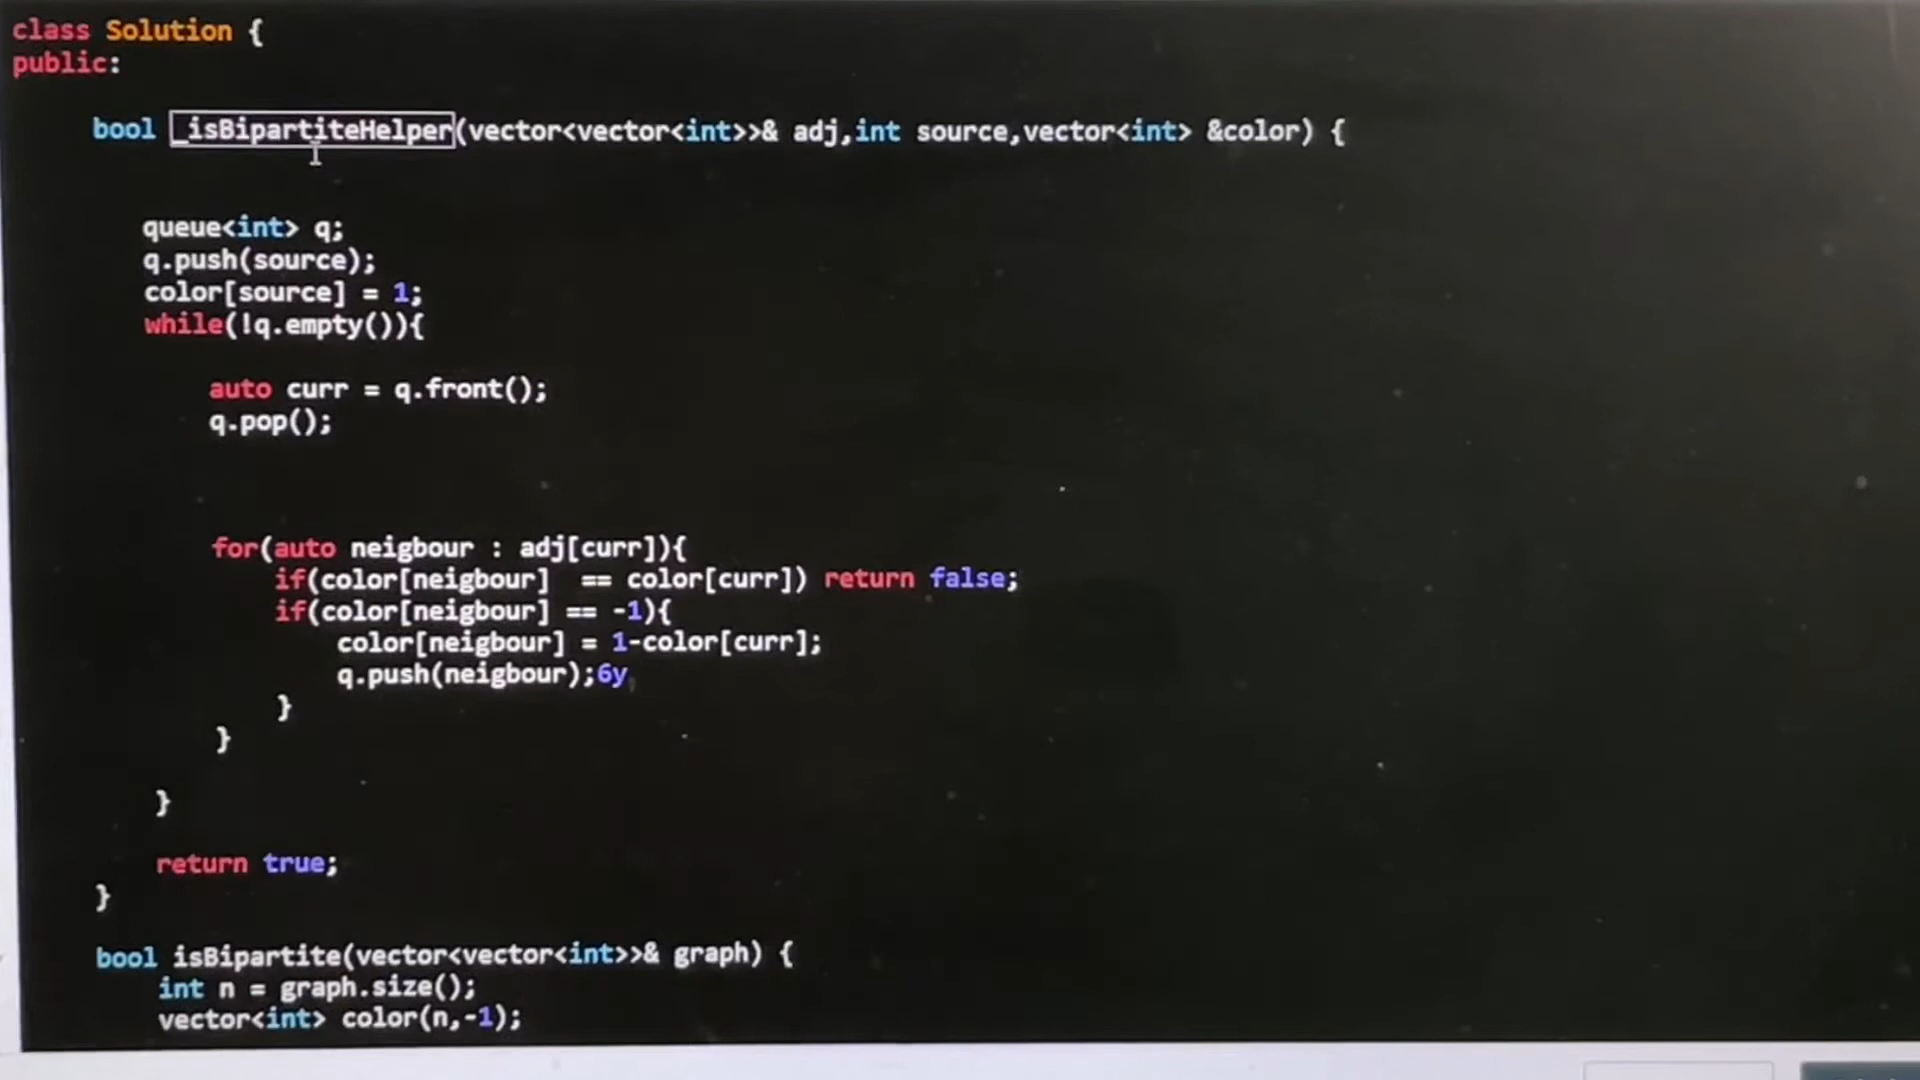 class Solution {
public:
bool _isBipartiteHelper(vector<vector<int>>& adj,int source,vector<int> &color) {
queue<int> q;
q.push(source);
color[source] = 1;
while(!q.empty()){
auto curr = q.front();
q.pop();
for(auto neigbour : adj[curr]){
if(color[neigbour]  == color[curr]) return false;
if(color[neigbour] == -1){
color[neigbour] = 1-color[curr];
q.push(neigbour);6y
}
}
}
return true;
}
bool isBipartite(vector<vector<int>>& graph) {
int n = graph.size();
vector<int> color(n,-1);